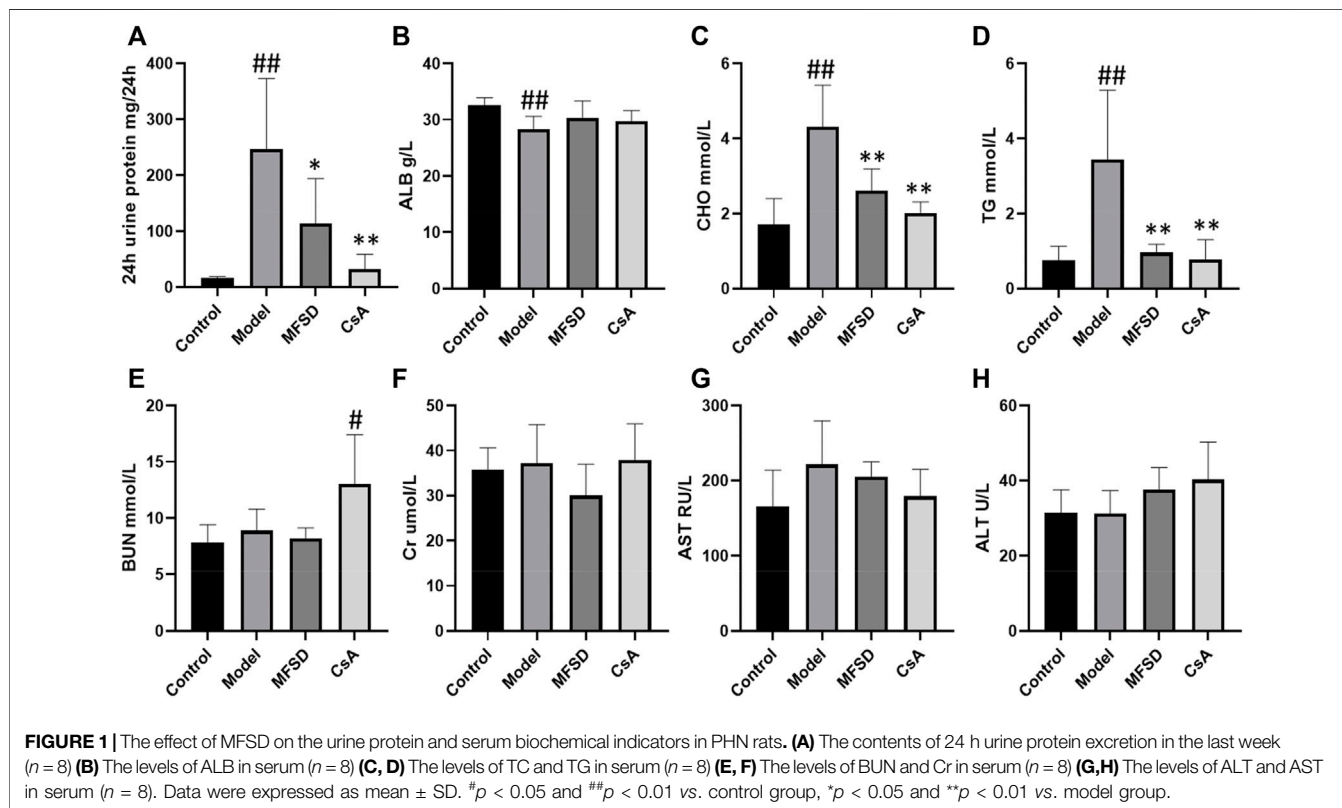 A
24h urine protein mg/24h
400
300
200
100
0
##
*
**
Control
Model
MFSD
CsA
B
ALB g/L
40
30
20
10
0
##
Control
Model
MFSD
CsA
C
CHO mmol/L
6
4
2
0
##
**
**
Control
Model
MFSD
CsA
D
TG mmol/L
6
4
2
0
##
**
**
Control
Model
MFSD
CsA
E
BUN mmol/L
20
15
10
5
0
#
Control
Model
MFSD
CsA
F
Cr umol/L
50
40
30
20
10
0
Control
Model
MFSD
CsA
G
AST RU/L
300
200
100
0
Control
Model
MFSD
CsA
H
ALT U/L
60
40
20
0
Control
Model
MFSD
CsA
FIGURE 1 | The effect of MFSD on the urine protein and serum biochemical indicators in PHN rats. (A) The contents of 24 h urine protein excretion in the last week
(n = 8) (B) The levels of ALB in serum (n = 8) (C, D) The levels of TC and TG in serum (n = 8) (E, F) The levels of BUN and Cr in serum (n = 8) (G,H) The levels of ALT and AST
in serum (n = 8). Data were expressed as mean ± SD. #p < 0.05 and ##p < 0.01 vs. control group, *p < 0.05 and **p < 0.01 vs. model group.